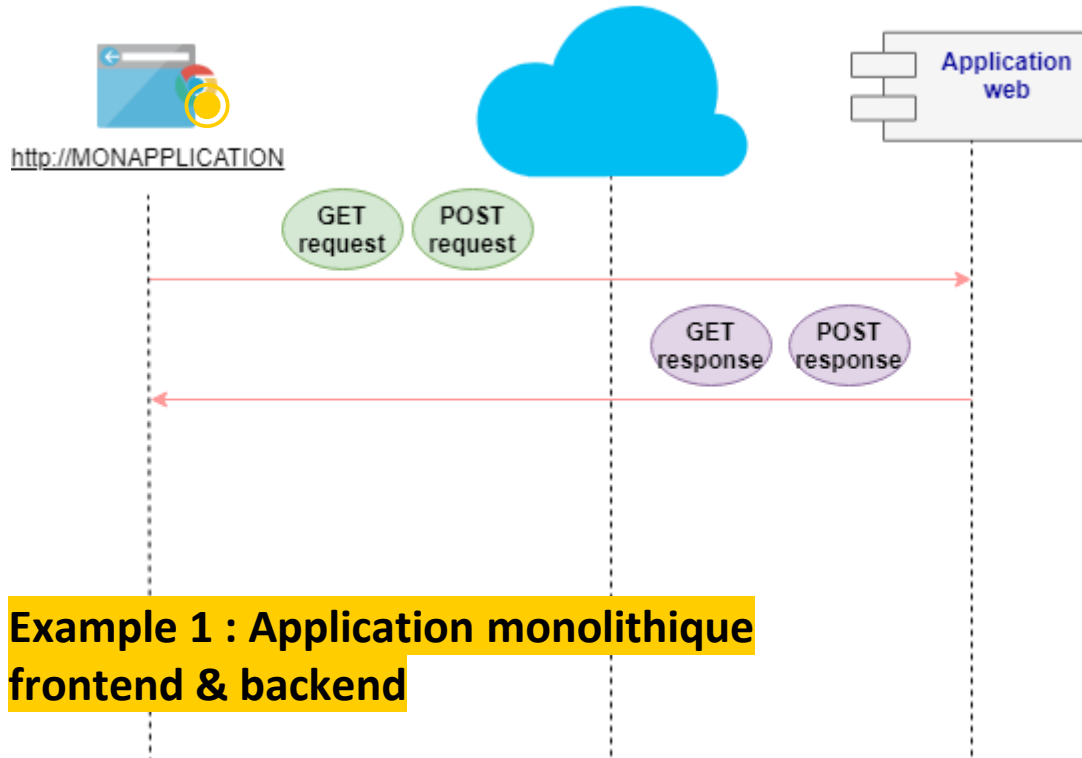 Application
web
http://MONAPPLICATION
GET
request
POST
request
GET
response
POST
response
Example 1 : Application monolithique
frontend & backend